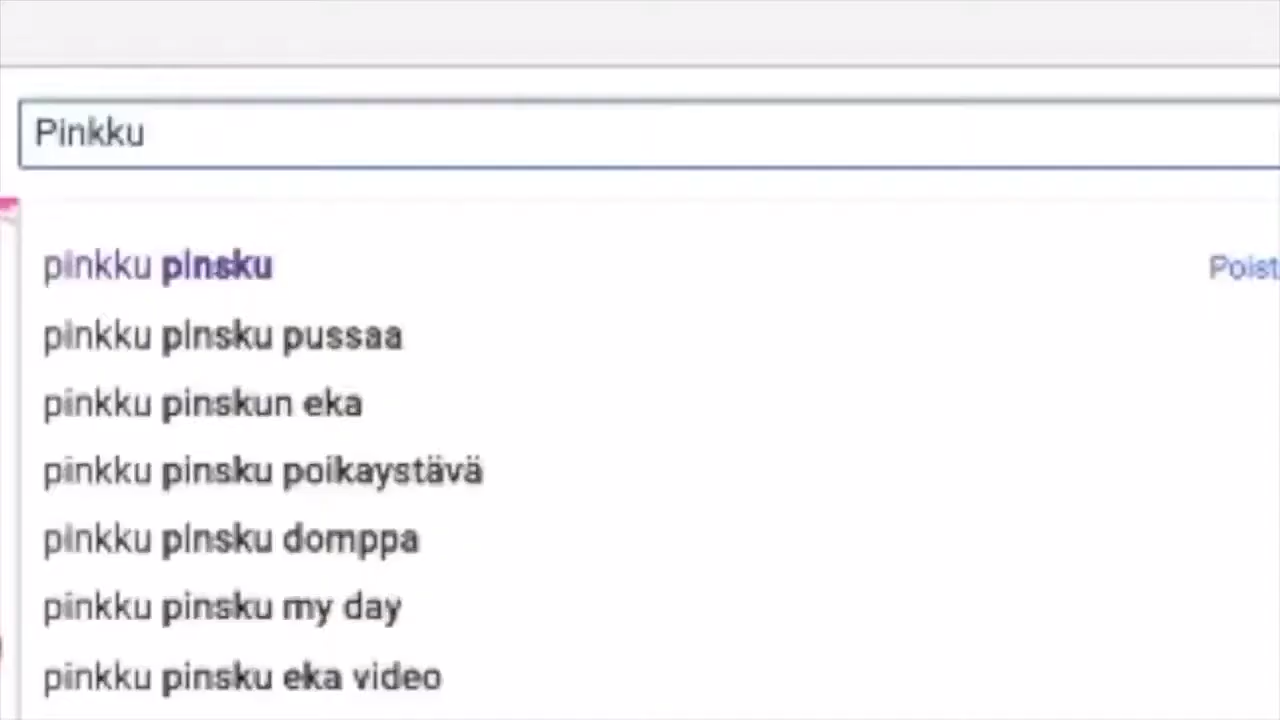 Pinkku
pinkku pinsku
Poist
pinkku pinsku pussaa
pinkku pinskun eka
pinkku pinsku poikaystävä
pinkku pinsku domppa
pinkku pinsku my day
pinkku pinsku eka video